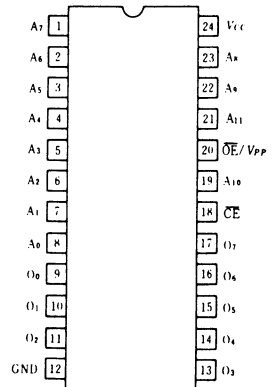 A7 1 24 Vcc
A6 2 23 A8
A5 3 22 A9
A4 4 21 A11
A3 5 20 OE/VPP
A2 6 19 A10
A1 7 18 CE
A0 8 17 O7
O0 9 16 O6
O1 10 15 O5
O2 11 14 O4
GND 12 13 O3